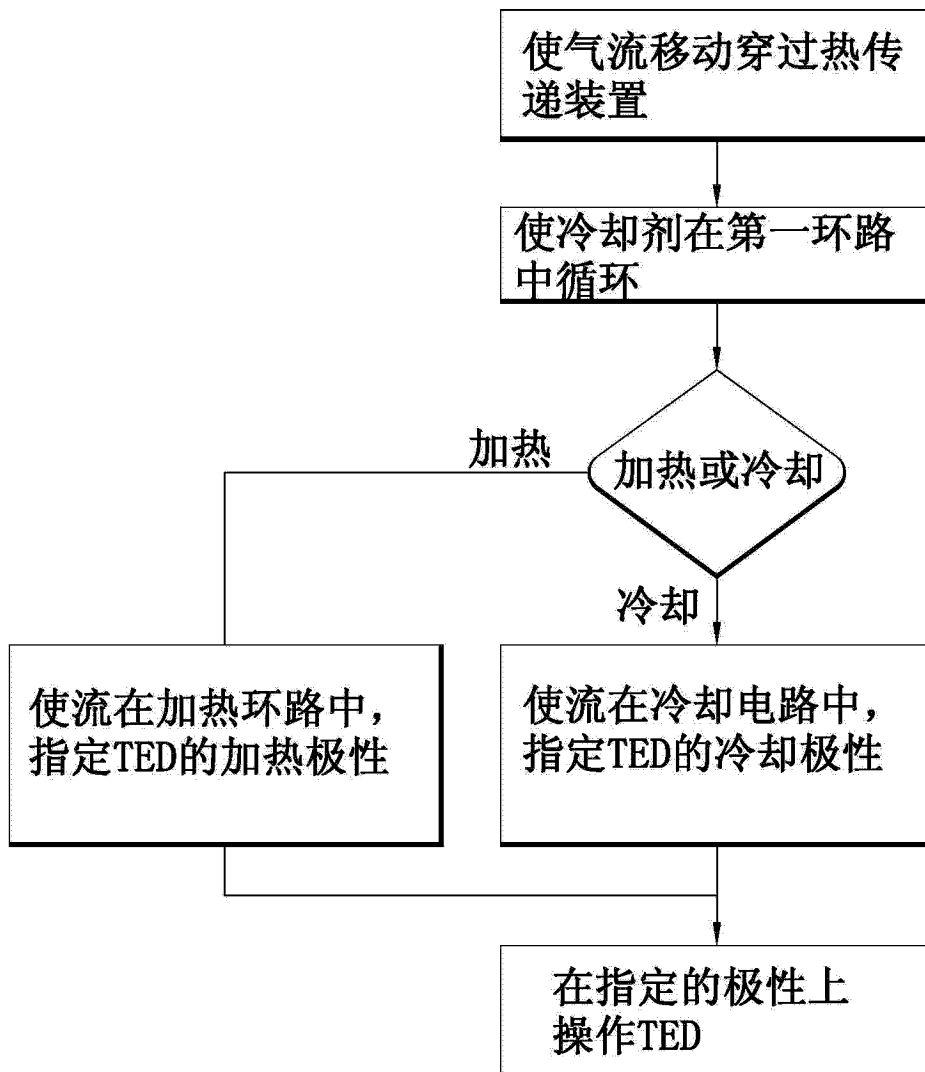 使气流移动穿过热传
递装置
使冷却剂在第一环路
中循环
加热
加热或冷却
冷却
使流在加热环路中，
指定TED的加热极性
使流在冷却电路中，
指定TED的冷却极性
在指定的极性上
操作TED